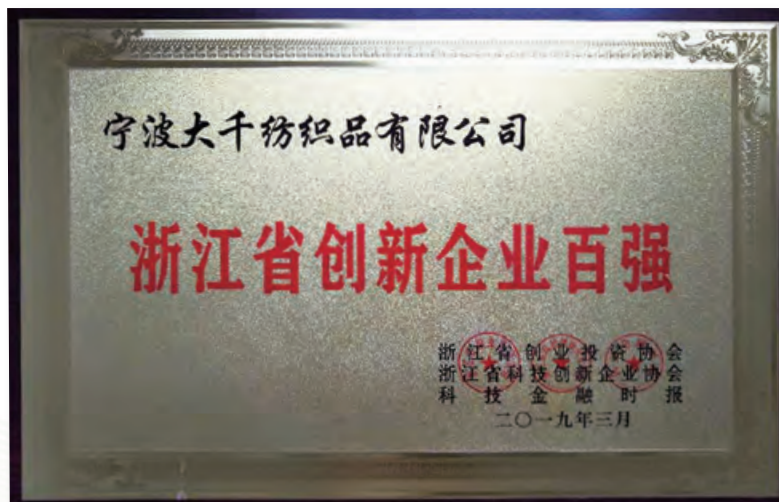 宁波大千纺织品有限公司
浙江省创新企业百强
浙江省创业投资协会
浙江省科技创新企业协会
科技金融时报
二〇一九年三月